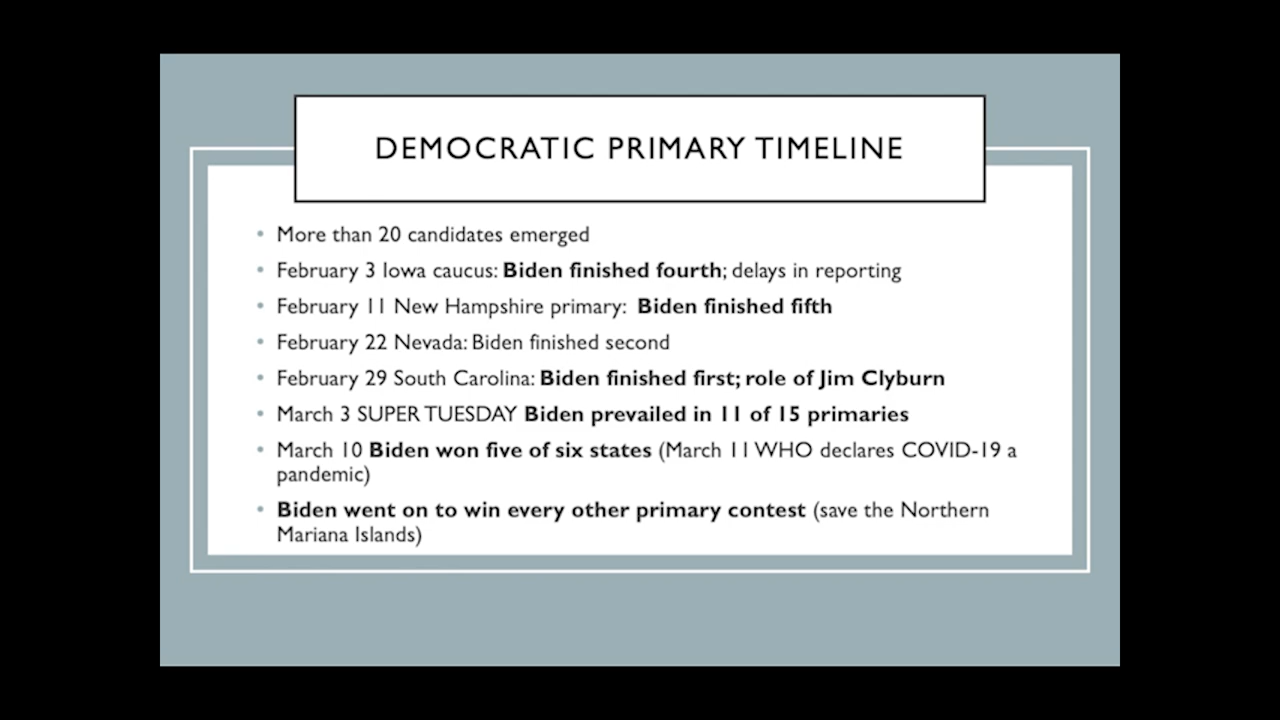 DEMOCRATIC PRIMARY TIMELINE
• More than 20 candidates emerged
• February 3 Iowa caucus: Biden finished fourth; delays in reporting
• February 11 New Hampshire primary: Biden finished fifth
• February 22 Nevada: Biden finished second
• February 29 South Carolina: Biden finished first; role of Jim Clyburn
• March 3 SUPER TUESDAY Biden prevailed in 11 of 15 primaries
• March 10 Biden won five of six states (March 11 WHO declares COVID-19 a
pandemic)
• Biden went on to win every other primary contest (save the Northern
Mariana Islands)